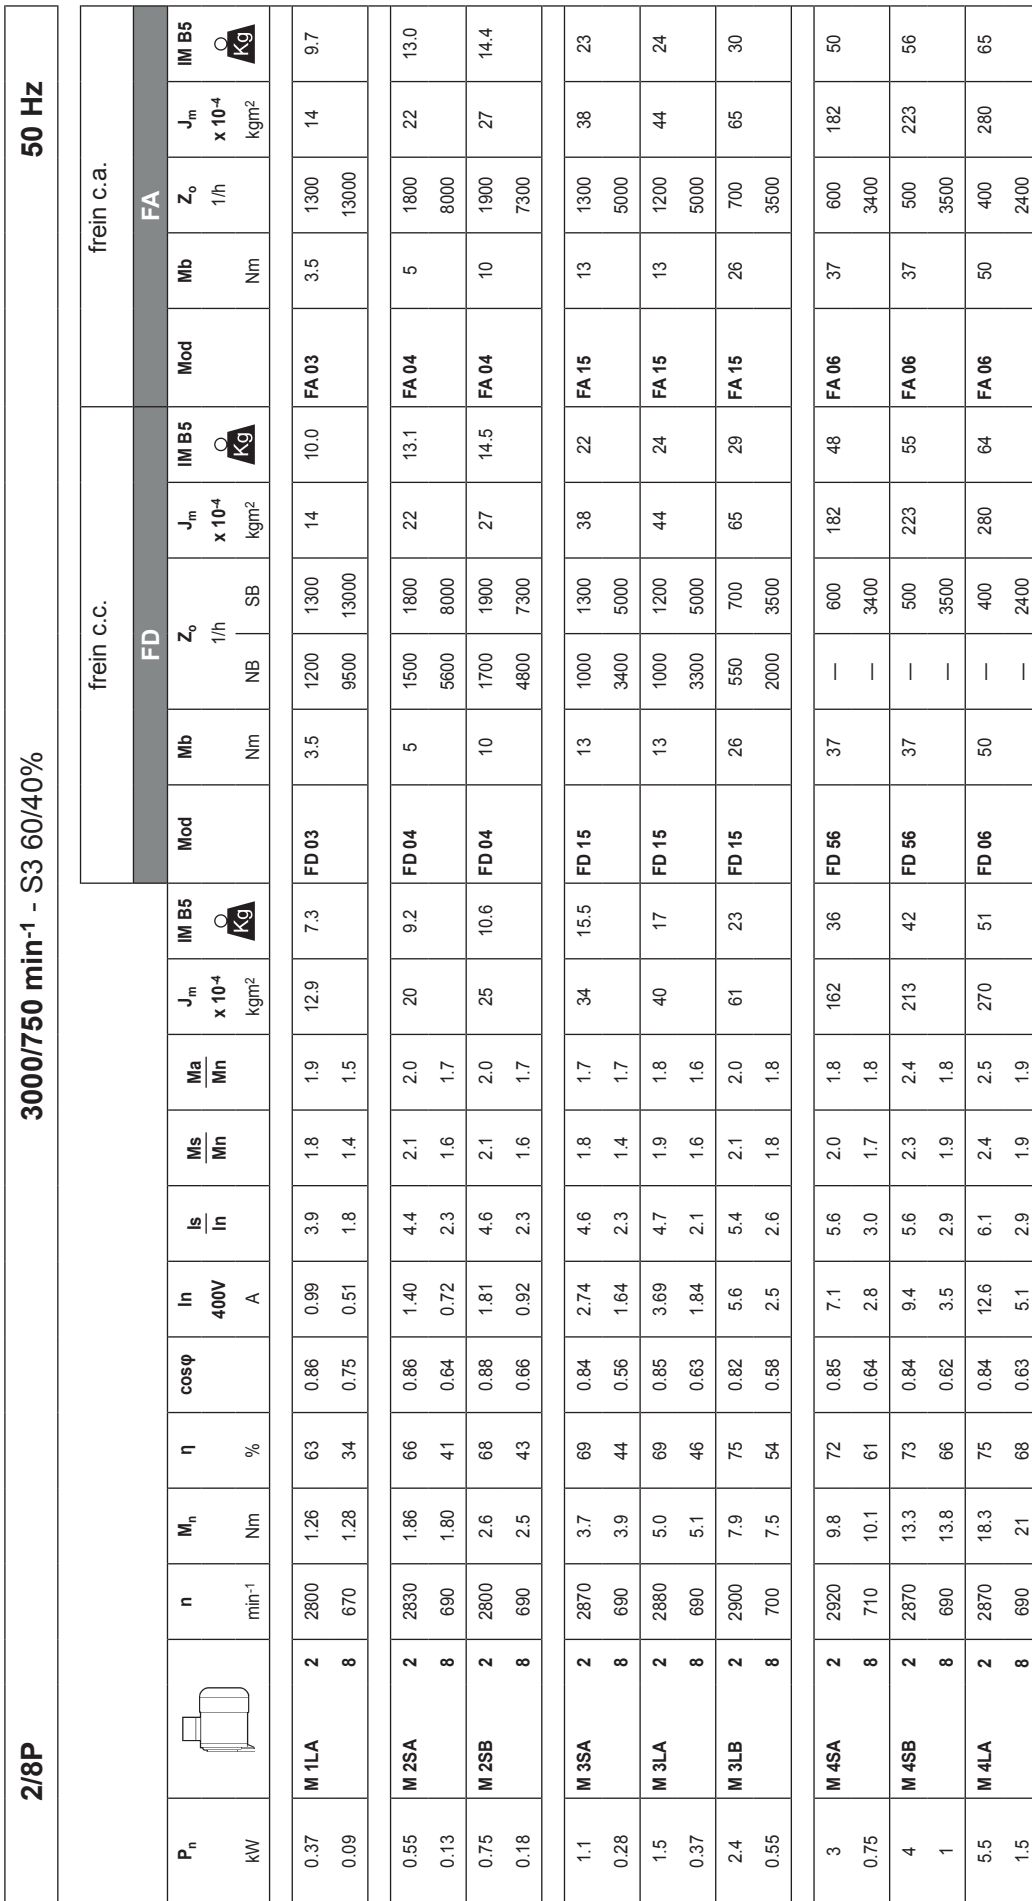 2/8P 3000/750 min-1 - S3 60/40% 50 Hz
frein c.c. frein c.a.
FD FA
Pn n Mn η cosφ In Is Ms Ma Jm IM B5 Mod Mb Zo Jm IM B5 Mod Mb Zo Jm IM B5
400V In Mn Mn x 10-4 1/h x 10-4 1/h x 10-4
kW min-1 Nm % A kgm2 Kg Nm NB SB kgm2 Kg Nm kgm2 Kg
0.37 M 1LA 2 2800 1.26 63 0.86 0.99 3.9 1.8 1.9 12.9 7.3 FD 03 3.5 1200 1300 14 10.0 FA 03 3.5 1300 14 9.7
0.09 8 670 1.28 34 0.75 0.51 1.8 1.4 1.5 9500 13000 13000
0.55 M 2SA 2 2830 1.86 66 0.86 1.40 4.4 2.1 2.0 20 9.2 FD 04 5 1500 1800 22 13.1 FA 04 5 1800 22 13.0
0.13 8 690 1.80 41 0.64 0.72 2.3 1.6 1.7 5600 8000 8000
0.75 M 2SB 2 2800 2.6 68 0.88 1.81 4.6 2.1 2.0 25 10.6 FD 04 10 1700 1900 27 14.5 FA 04 10 1900 27 14.4
0.18 8 690 2.5 43 0.66 0.92 2.3 1.6 1.7 4800 7300 7300
1.1 M 3SA 2 2870 3.7 69 0.84 2.74 4.6 1.8 1.7 34 15.5 FD 15 13 1000 1300 38 22 FA 15 13 1300 38 23
0.28 8 690 3.9 44 0.56 1.64 2.3 1.4 1.7 3400 5000 5000
1.5 M 3LA 2 2880 5.0 69 0.85 3.69 4.7 1.9 1.8 40 17 FD 15 13 1000 1200 44 24 FA 15 13 1200 44 24
0.37 8 690 5.1 46 0.63 1.84 2.1 1.6 1.6 3300 5000 5000
2.4 M 3LB 2 2900 7.9 75 0.82 5.6 5.4 2.1 2.0 61 23 FD 15 26 550 700 65 29 FA 15 26 700 65 30
0.55 8 700 7.5 54 0.58 2.5 2.6 1.8 1.8 2000 3500 3500
3 M 4SA 2 2920 9.8 72 0.85 7.1 5.6 2.0 1.8 162 36 FD 56 37 — 600 182 48 FA 06 37 600 182 50
0.75 8 710 10.1 61 0.64 2.8 3.0 1.7 1.8 — 3400 3400
4 M 4SB 2 2870 13.3 73 0.84 9.4 5.6 2.3 2.4 213 42 FD 56 37 — 500 223 55 FA 06 37 500 223 56
1 8 690 13.8 66 0.62 3.5 2.9 1.9 1.8 — 3500 3500
5.5 M 4LA 2 2870 18.3 75 0.84 12.6 6.1 2.4 2.5 270 51 FD 06 50 — 400 280 64 FA 06 50 400 280 65
1.5 8 690 21 68 0.63 5.1 2.9 1.9 1.9 — 2400 2400